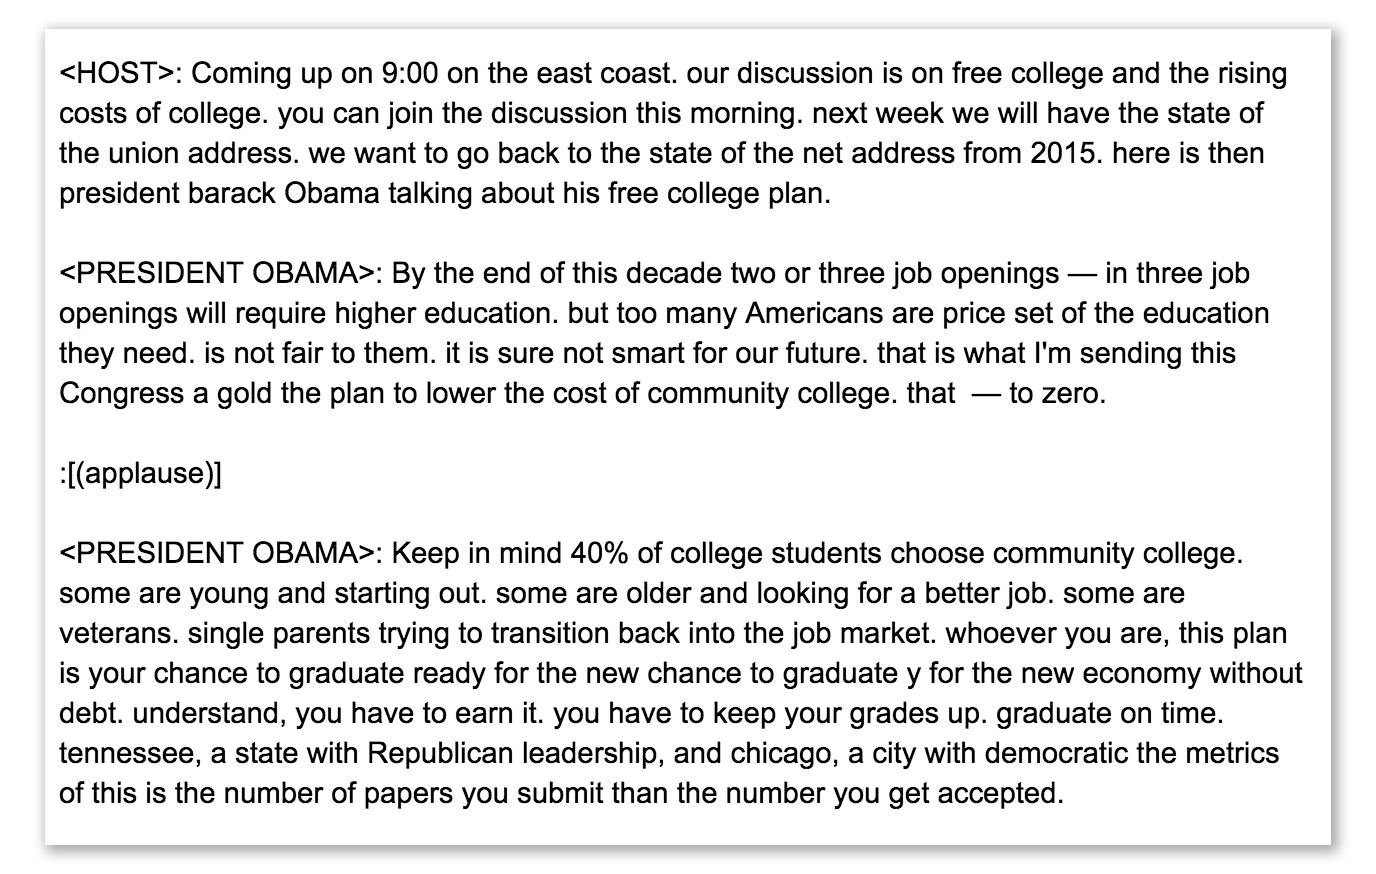 <HOST>: Coming up on 9:00 on the east coast. our discussion is on free college and the rising
costs of college. you can join the discussion this morning. next week we will have the state of
the union address. we want to go back to the state of the net address from 2015. here is then
president barack Obama talking about his free college plan.
<PRESIDENT OBAMA>: By the end of this decade two or three job openings — in three job
openings will require higher education. but too many Americans are price set of the education
they need. is not fair to them. it is sure not smart for our future. that is what I'm sending this
Congress a gold the plan to lower the cost of community college. that  — to zero.
:[(applause)]
<PRESIDENT OBAMA>: Keep in mind 40% of college students choose community college.
some are young and starting out. some are older and looking for a better job. some are
veterans. single parents trying to transition back into the job market. whoever you are, this plan
is your chance to graduate ready for the new chance to graduate y for the new economy without
debt. understand, you have to earn it. you have to keep your grades up. graduate on time.
tennessee, a state with Republican leadership, and chicago, a city with democratic the metrics
of this is the number of papers you submit than the number you get accepted.